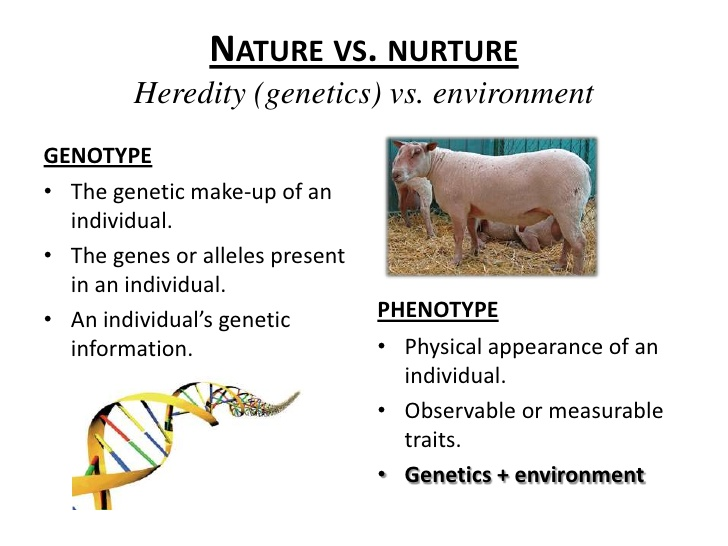 NATURE VS. NURTURE
Heredity (genetics) vs. environment
GENOTYPE
• The genetic make-up of an
individual.
• The genes or alleles present
in an individual.
• An individual’s genetic
information.
PHENOTYPE
• Physical appearance of an
individual.
• Observable or measurable
traits.
• Genetics + environment